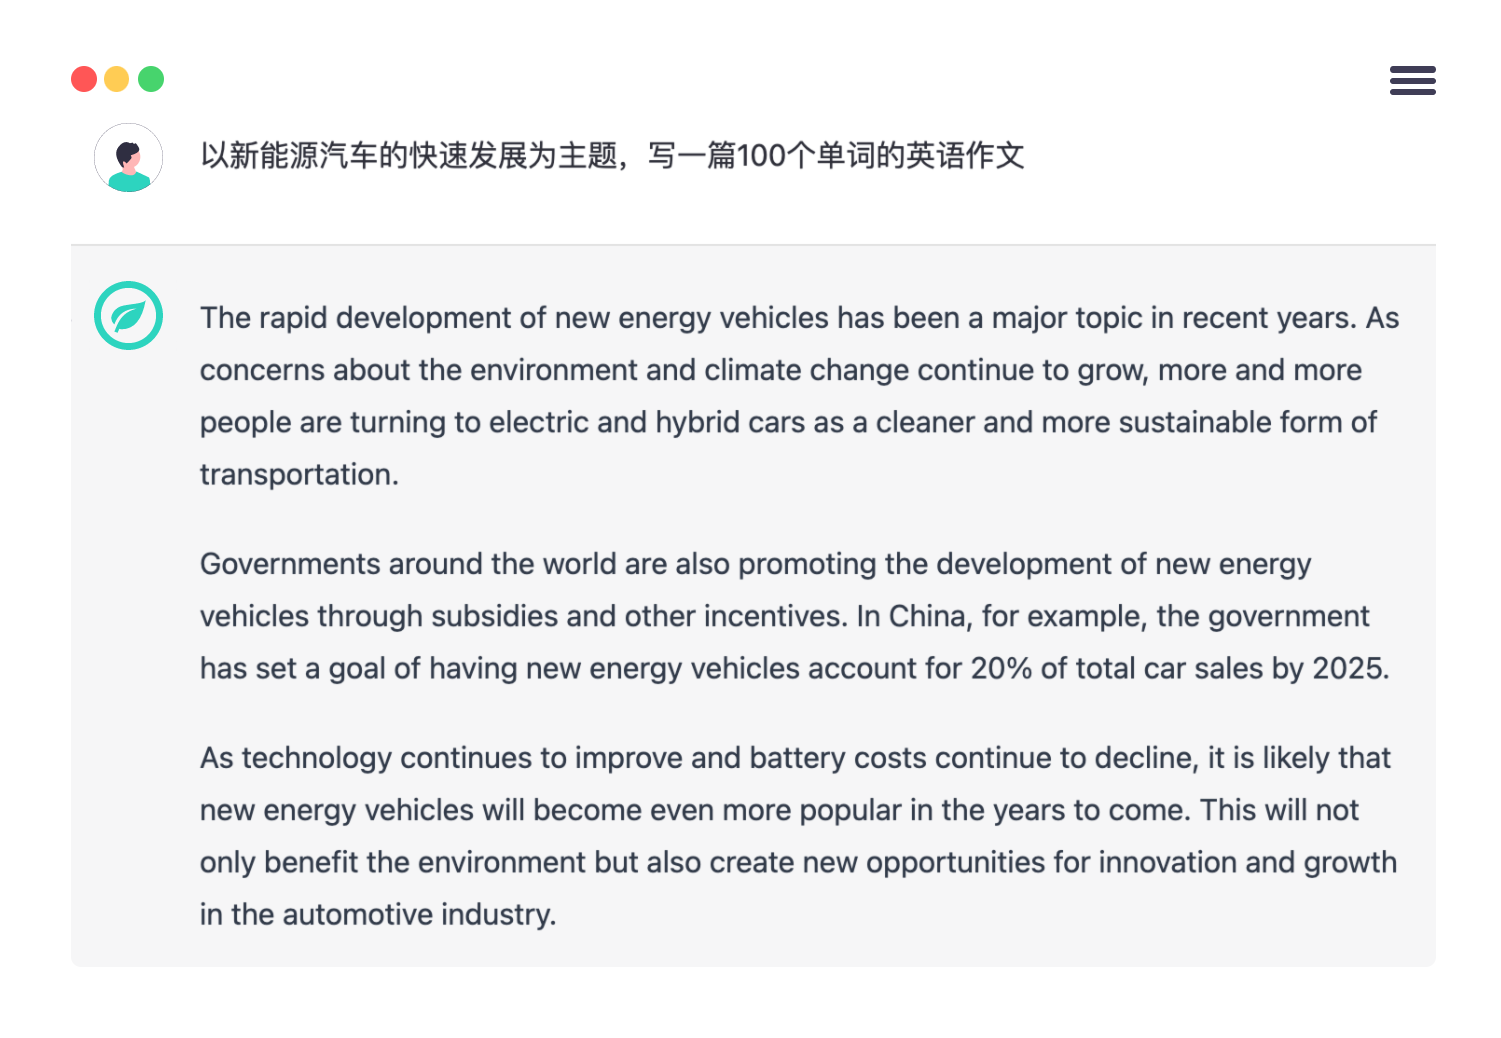 以新能源汽车的快速发展为主题，写一篇100个单词的英语作文
The rapid development of new energy vehicles has been a major topic in recent years. As
concerns about the environment and climate change continue to grow, more and more
people are turning to electric and hybrid cars as a cleaner and more sustainable form of
transportation.
Governments around the world are also promoting the development of new energy
vehicles through subsidies and other incentives. In China, for example, the government
has set a goal of having new energy vehicles account for 20% of total car sales by 2025.
As technology continues to improve and battery costs continue to decline, it is likely that
new energy vehicles will become even more popular in the years to come. This will not
only benefit the environment but also create new opportunities for innovation and growth
in the automotive industry.